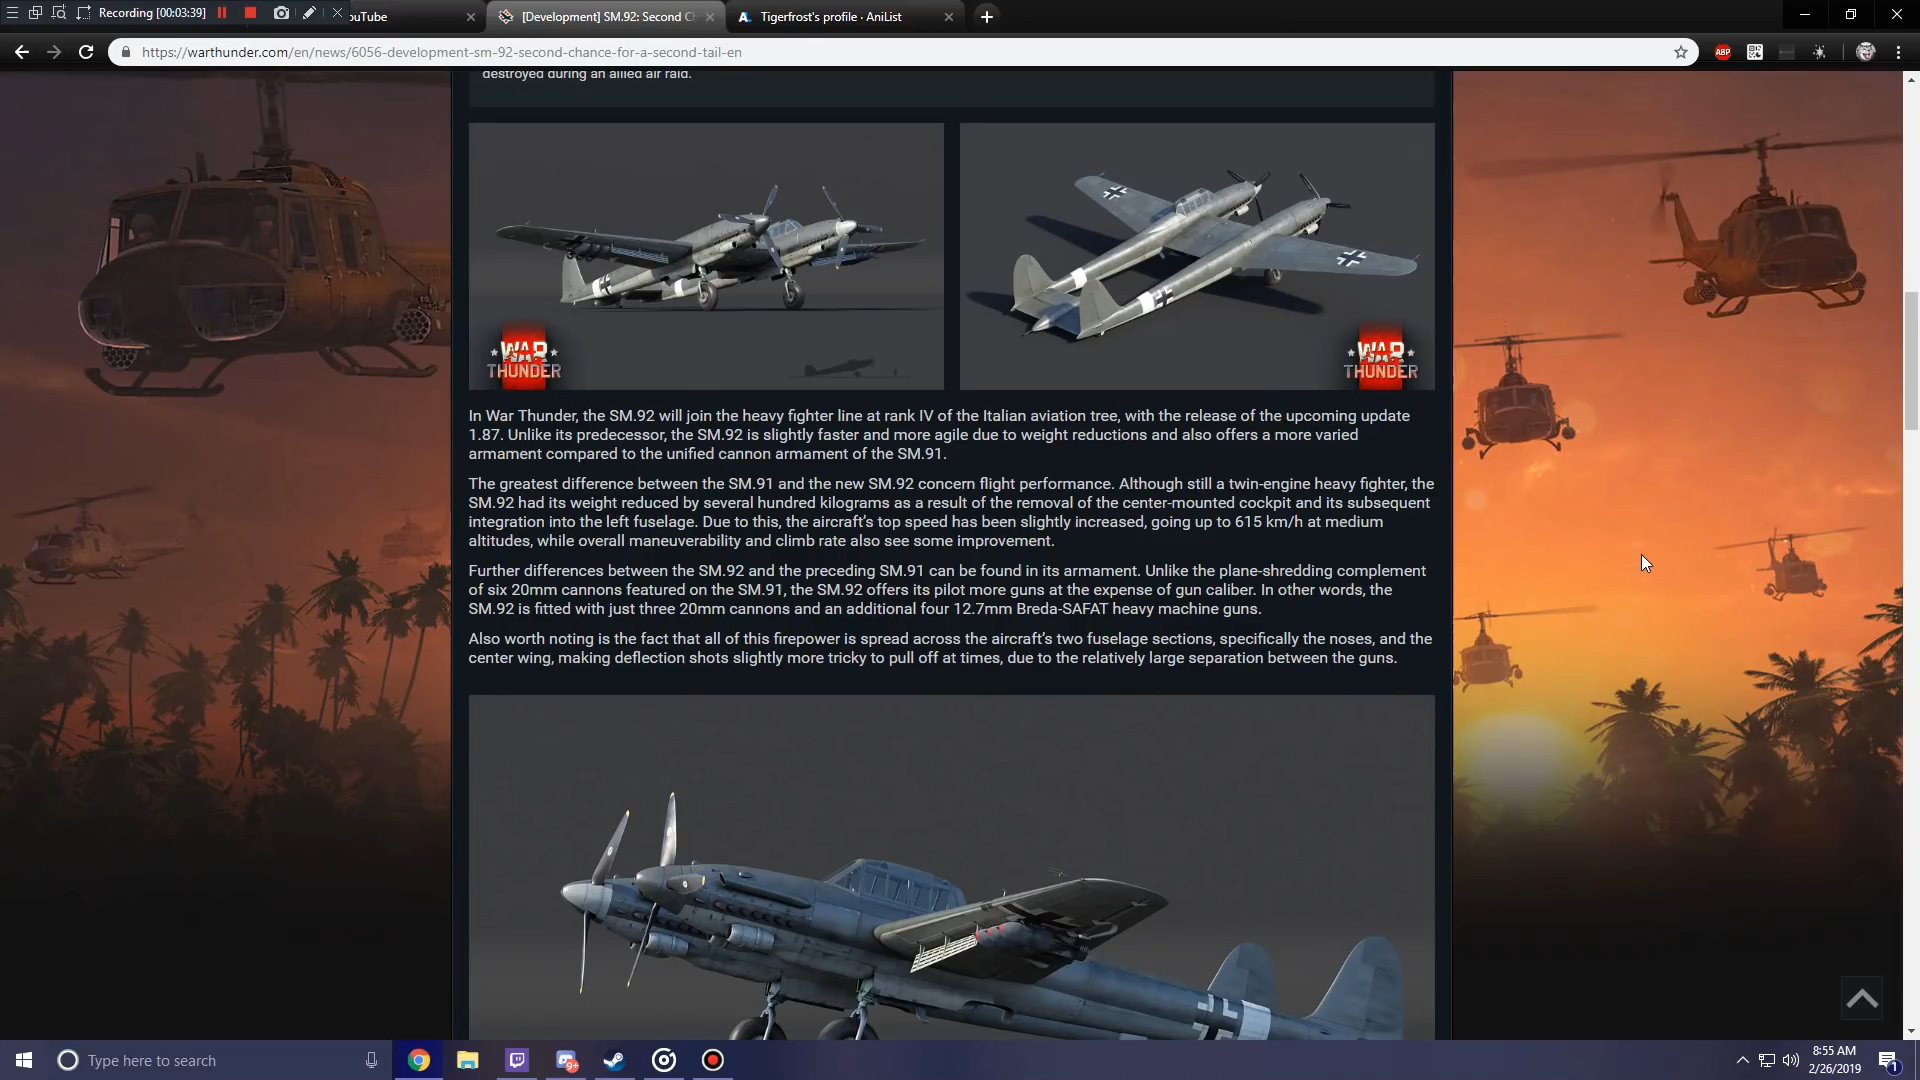 Recording [00:03:39]
ouTube
[Development] SM.92: Second C
Tigerfrost's profile · AniList
https://warthunder.com/en/news/6056-development-sm-92-second-chance-for-a-second-tail-en
ABP
destroyed during an allied air raid.
WAR
THUNDER
WAR
THUNDER
In War Thunder, the SM.92 will join the heavy fighter line at rank IV of the Italian aviation tree, with the release of the upcoming update
1.87. Unlike its predecessor, the SM.92 is slightly faster and more agile due to weight reductions and also offers a more varied
armament compared to the unified cannon armament of the SM.91.
The greatest difference between the SM.91 and the new SM.92 concern flight performance. Although still a twin-engine heavy fighter, the
SM.92 had its weight reduced by several hundred kilograms as a result of the removal of the center-mounted cockpit and its subsequent
integration into the left fuselage. Due to this, the aircraft's top speed has been slightly increased, going up to 615 km/h at medium
altitudes, while overall maneuverability and climb rate also see some improvement.
Further differences between the SM.92 and the preceding SM.91 can be found in its armament. Unlike the plane-shredding complement
of six 20mm cannons featured on the SM.91, the SM.92 offers its pilot more guns at the expense of gun caliber. In other words, the
SM.92 is fitted with just three 20mm cannons and an additional four 12.7mm Breda-SAFAT heavy machine guns.
Also worth noting is the fact that all of this firepower is spread across the aircraft's two fuselage sections, specifically the noses, and the
center wing, making deflection shots slightly more tricky to pull off at times, due to the relatively large separation between the guns.
Type here to search
9+
8:55 AM
2/26/2019
1